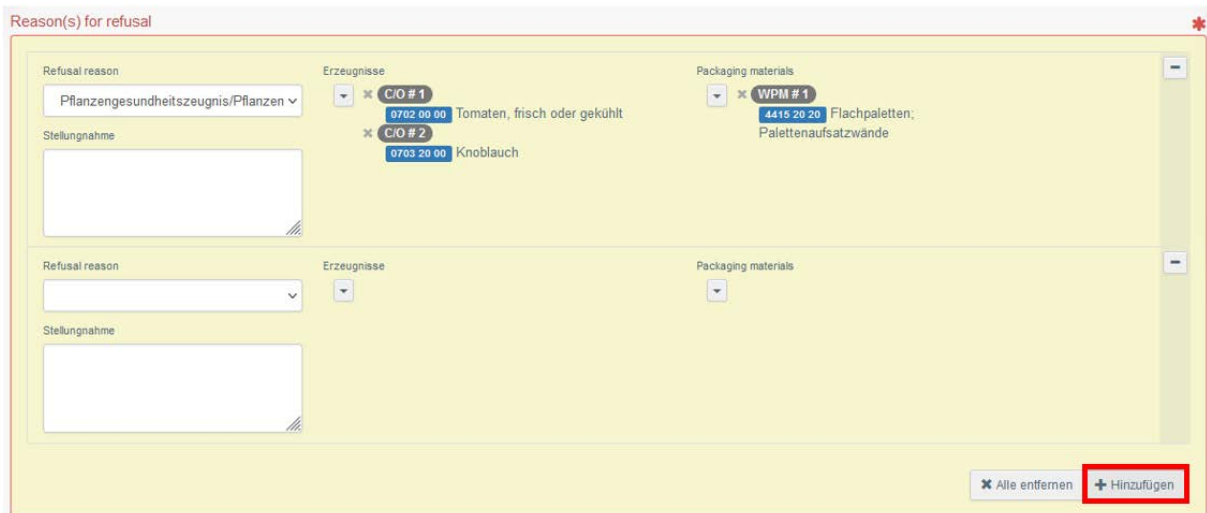 Reason(s) for refusal
Refusal reason
Erzeugnisse
Packaging materials
Pflanzengesundheitszeugnis/Pflanzen
C/O # 1
0702 00 00 Tomaten, frisch oder gekühlt
C/O # 2
0703 20 00 Knoblauch
WPM # 1
4415 20 20 Flachpaletten;
Palettenaufsatzwände
Stellungnahme
Refusal reason
Erzeugnisse
Packaging materials
Stellungnahme
Alle entfernen
Hinzufügen